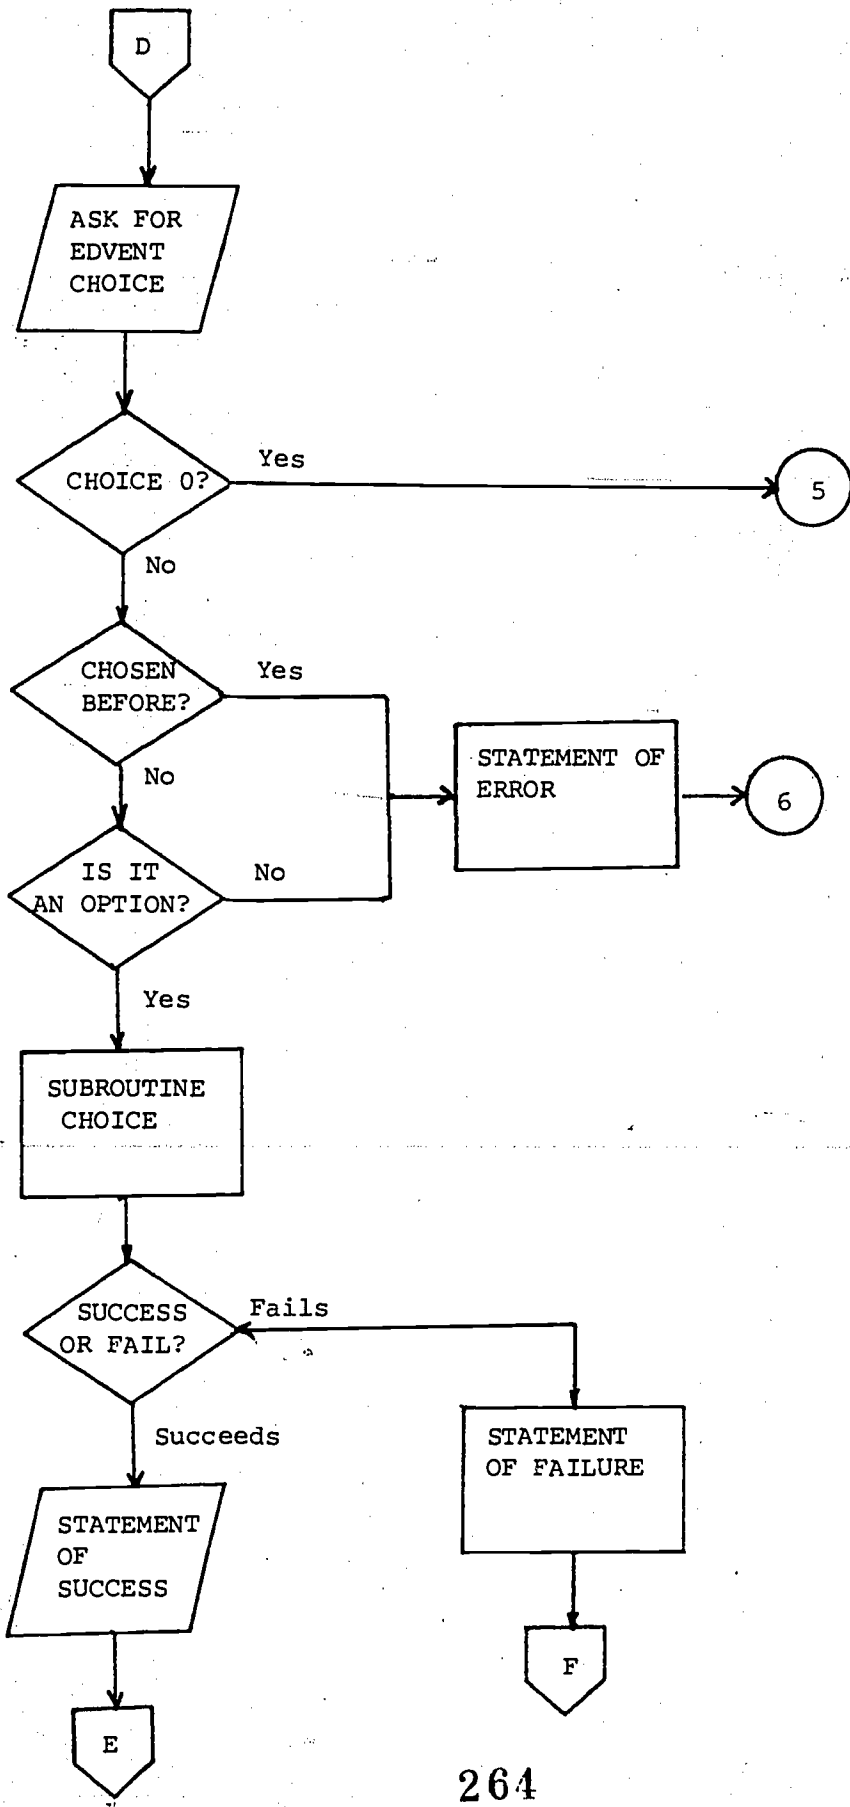 D
ASK FOR
EDVENT
CHOICE
CHOICE 0?
Yes
5
No
CHOSEN
BEFORE?
Yes
STATEMENT OF
ERROR
6
No
IS IT
AN OPTION?
No
Yes
SUBROUTINE
CHOICE
SUCCESS
OR FAIL?
Fails
Succeeds
STATEMENT
OF FAILURE
STATEMENT
OF
SUCCESS
F
E
264